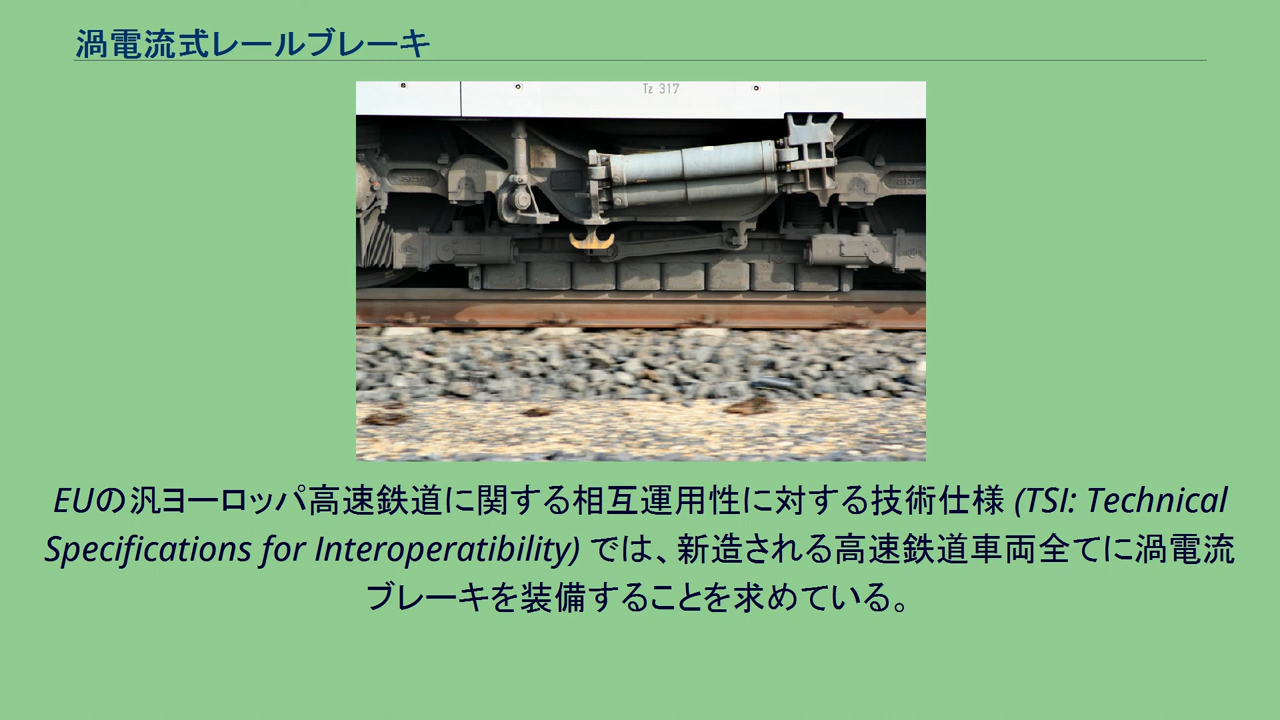 渦電流式レールブレーキ
Tz 317
EUの汎ヨーロッパ高速鉄道に関する相互運用性に対する技術仕様 (TSI: Technical
Specifications for Interoperatibility) では、新造される高速鉄道車両全てに渦電流
ブレーキを装備することを求めている。